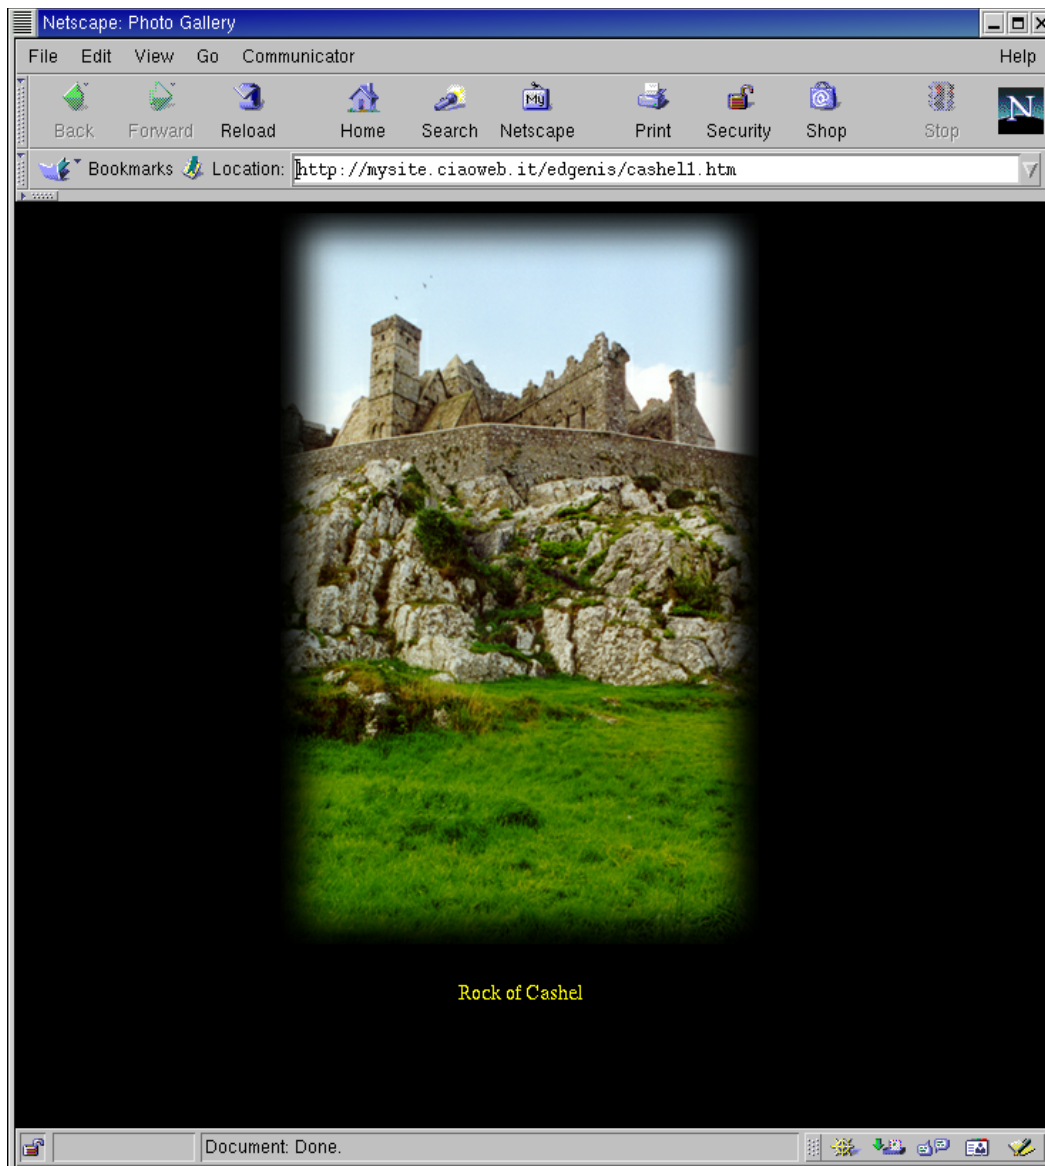 Netscape: Photo Gallery
File Edit View Go Communicator Help
My N
Back Forward Reload Home Search Netscape Print Security Shop Stop
Bookmarks Location: http://mysite.ciaoweb.it/edgenis/cashel1.htm
Rock of Cashel
Document: Done.